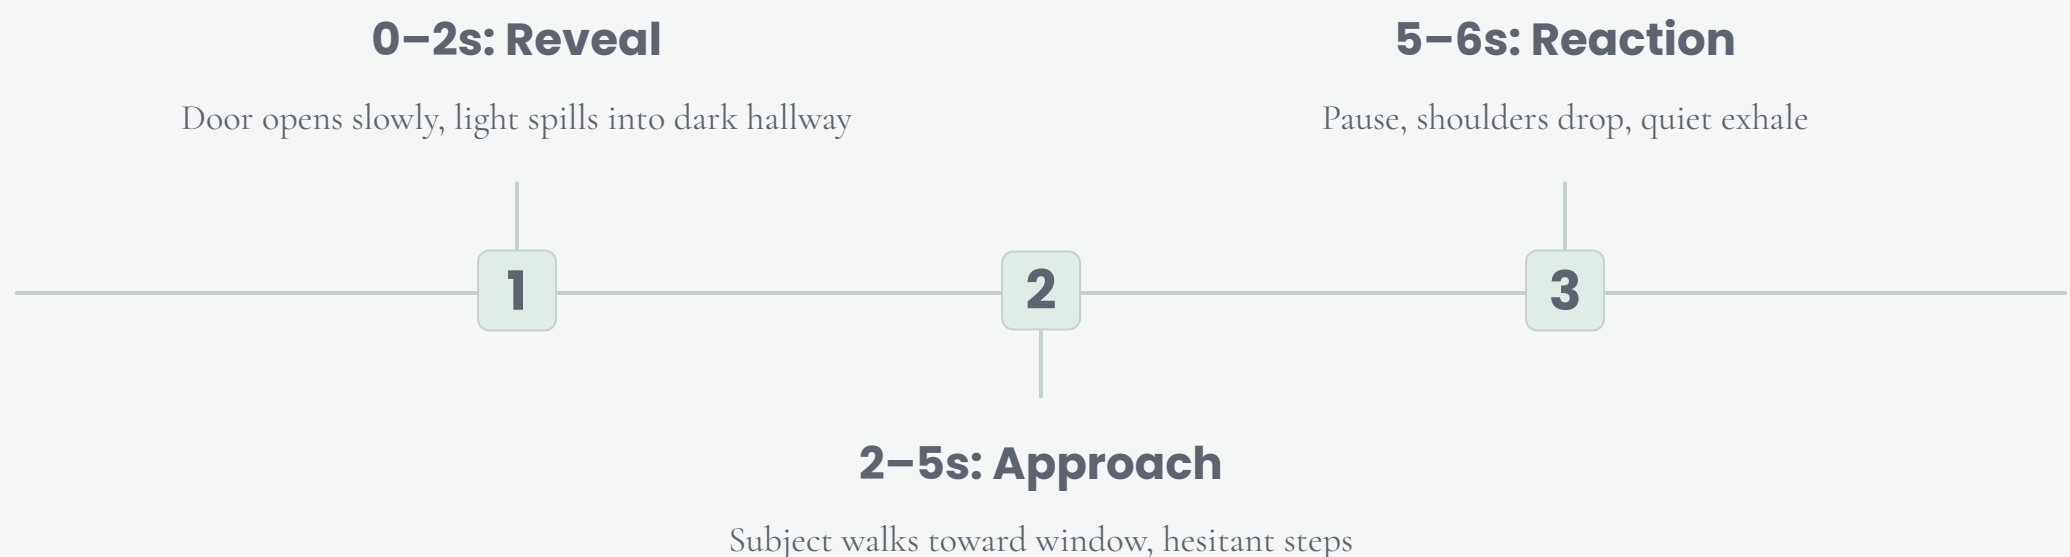 0–2s: Reveal
Door opens slowly, light spills into dark hallway
5–6s: Reaction
Pause, shoulders drop, quiet exhale
1
2
3
2–5s: Approach
Subject walks toward window, hesitant steps